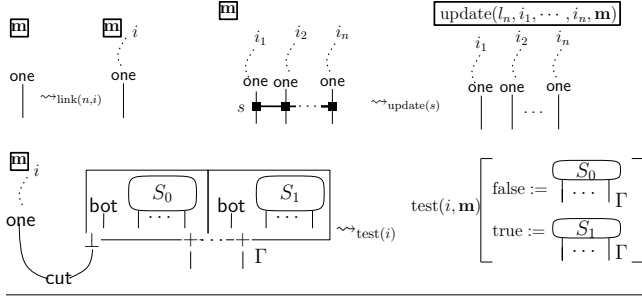 m m i
one one
⇝link(n,i)
m
i1 i2 in
one one one
s
⇝update(s)
update(ln, i1, ⋯, in, m)
i1 i2 in
one one one
⋯
m i
one
cut
bot S0 ⋯ bot S1 ⋯
⊥ ⋯ Γ
⇝test(i)
test(i, m)
false := S0 ⋯ Γ
true := S1 ⋯ Γ